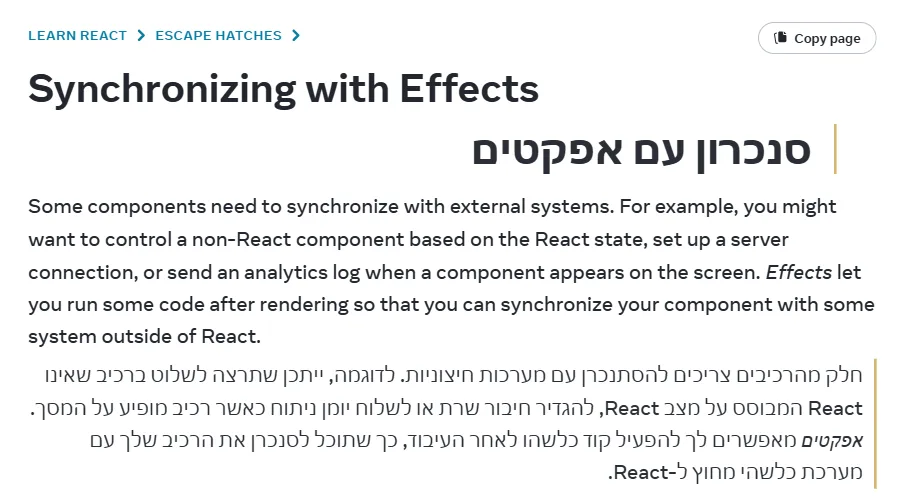 LEARN REACT > ESCAPE HATCHES >
Copy page
Synchronizing with Effects
סנכרון עם אפקטים
Some components need to synchronize with external systems. For example, you might
want to control a non-React component based on the React state, set up a server
connection, or send an analytics log when a component appears on the screen. Effects let
you run some code after rendering so that you can synchronize your component with some
system outside of React.
חלק מהרכיבים צריכים להסתנכרן עם מערכות חיצוניות. לדוגמה, ייתכן שתרצה לשלוט ברכיב שאינו
React המבוסס על מצב React, להגדיר חיבור שרת או לשלוח יומן ניתוח כאשר רכיב מופיע על המסך.
אפקטים מאפשרים לך להפעיל קוד כלשהו לאחר העיבוד, כך שתוכל לסנכרן את הרכיב שלך עם
מערכת כלשהי מחוץ ל-React.